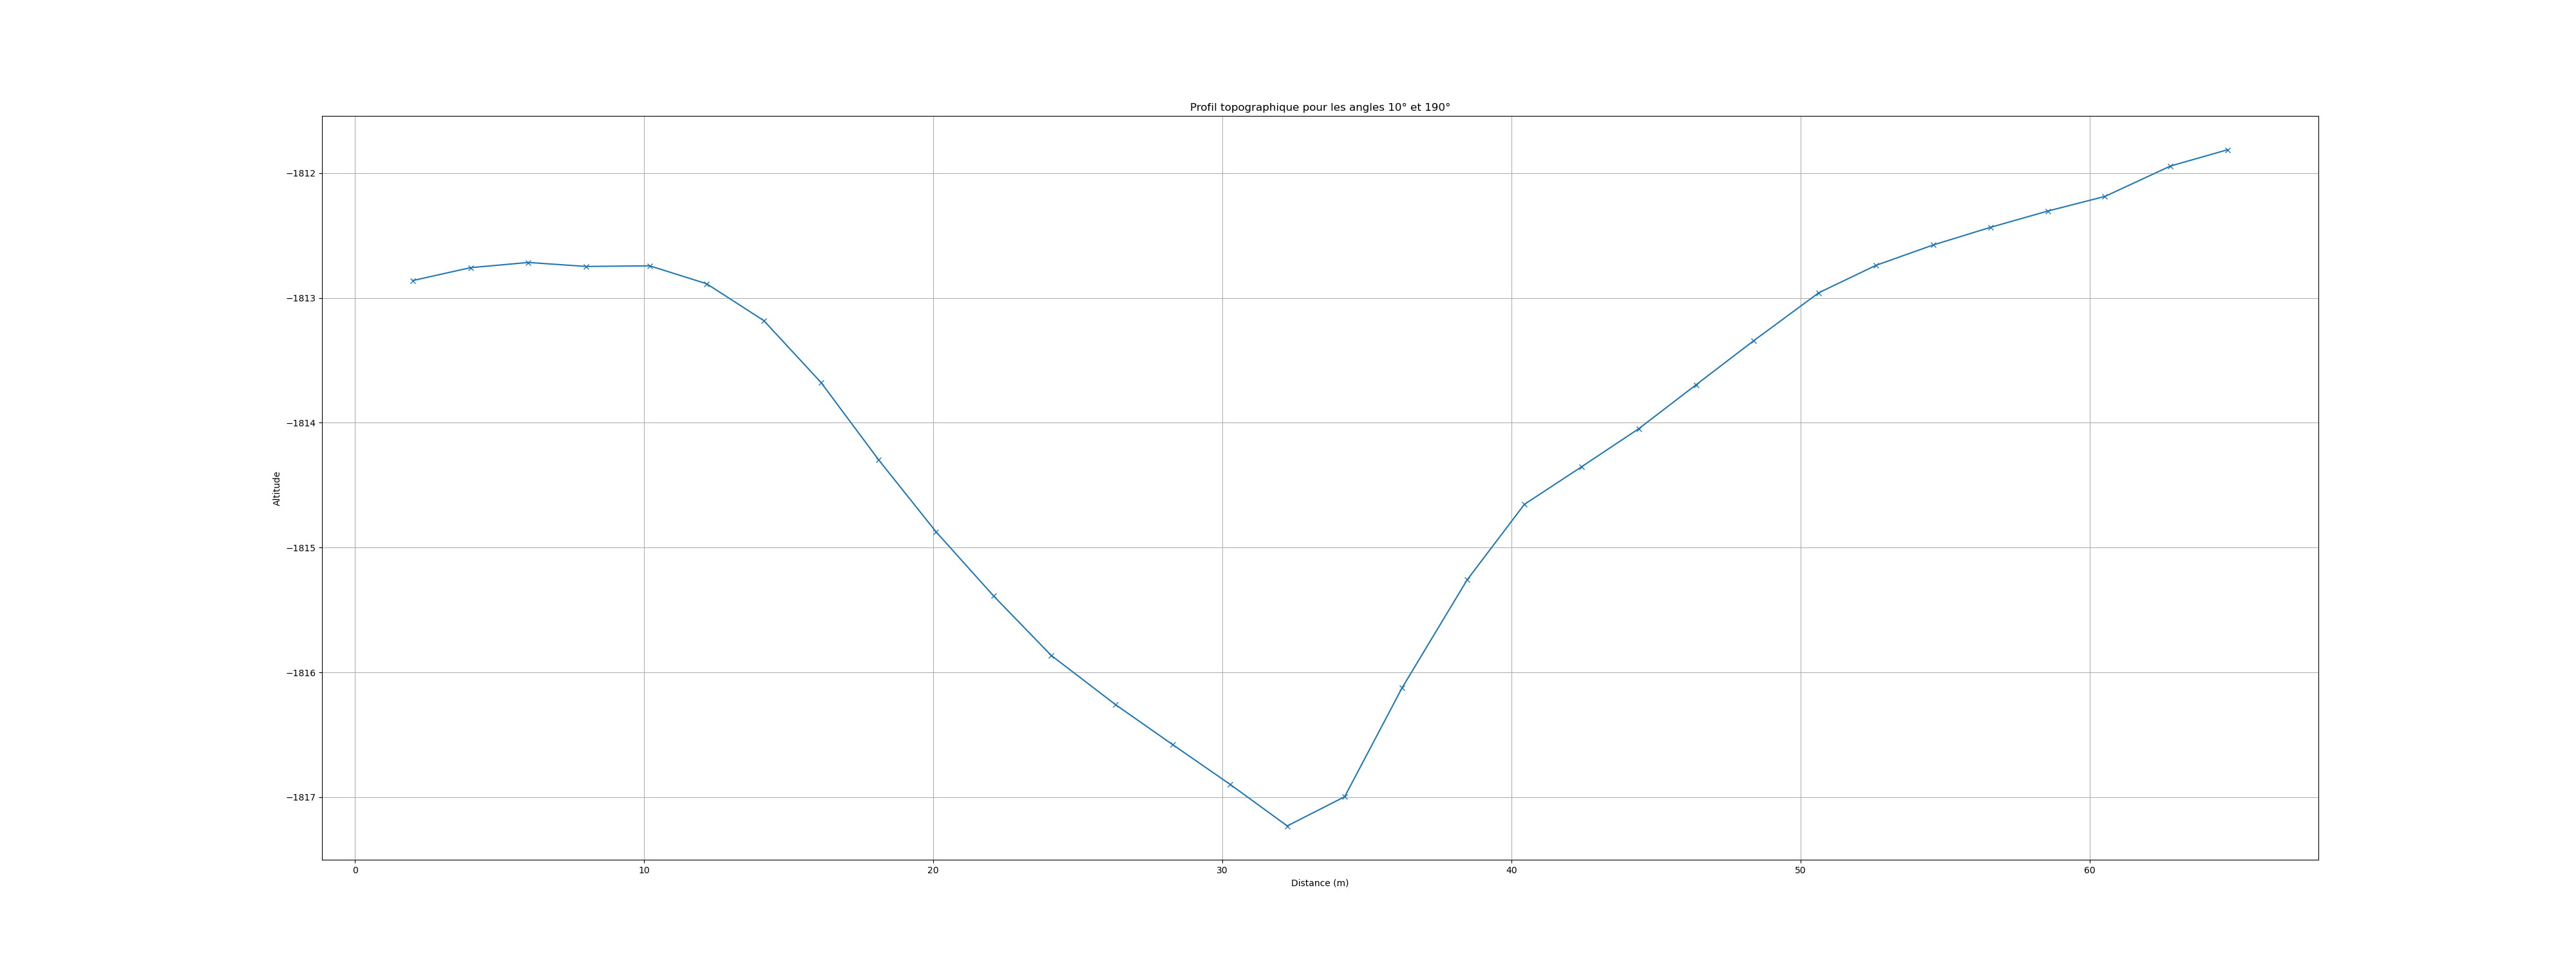 Profil topographique pour les angles 10° et 190°
−1812
−1813
−1814
−1815
−1816
−1817
Altitude
0 10 20 30 40 50 60
Distance (m)